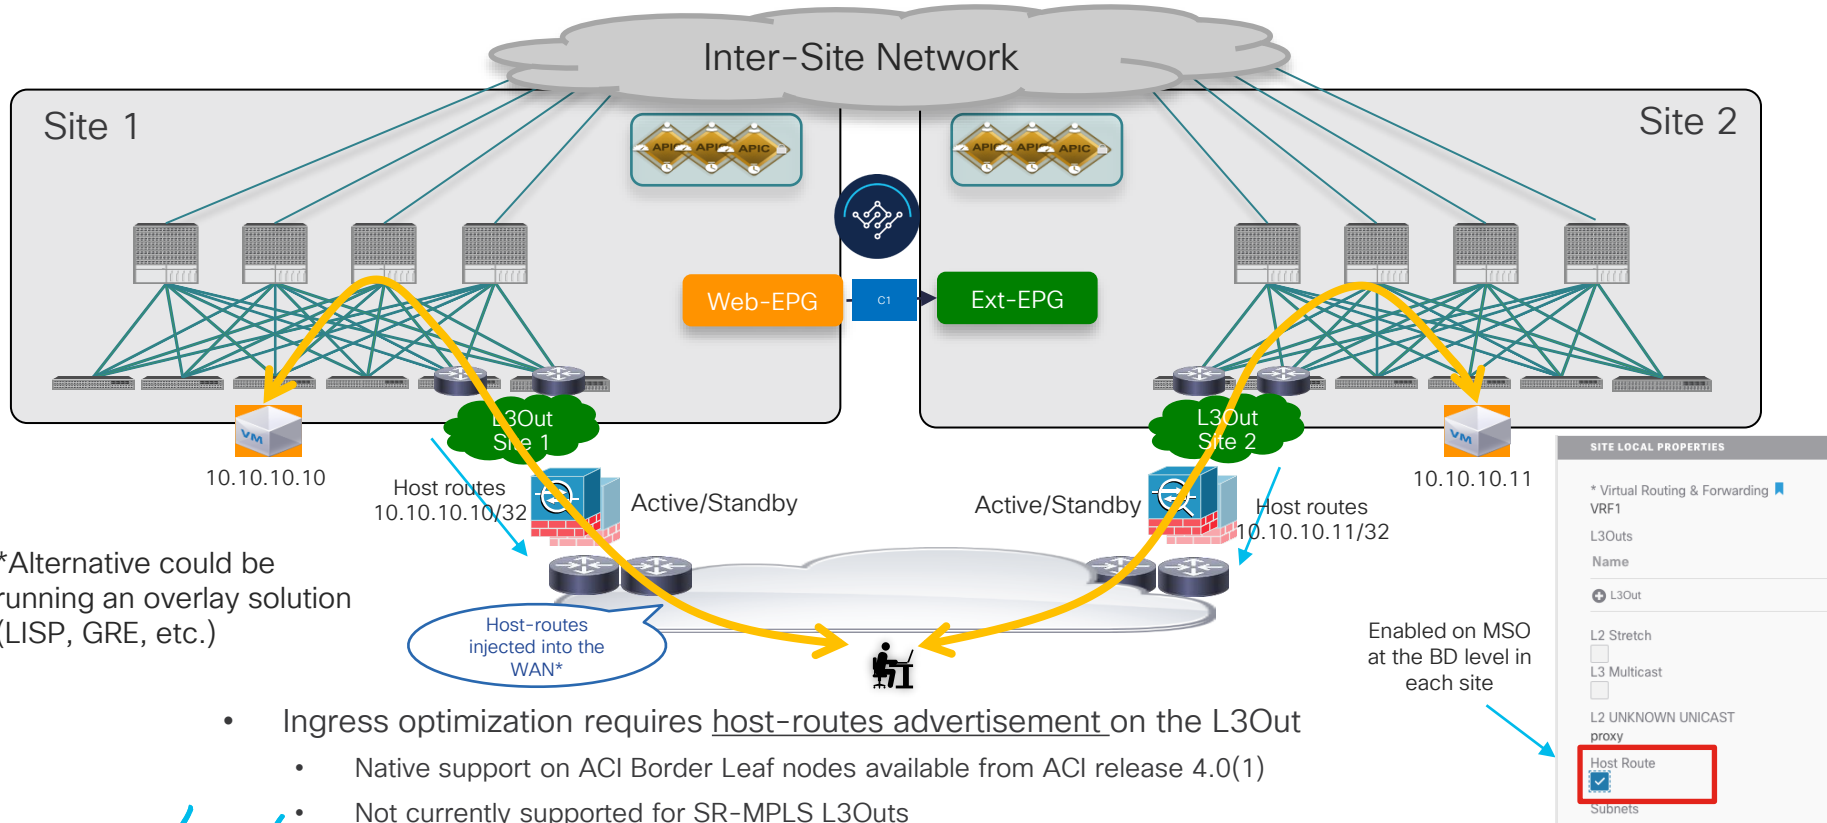 Inter-Site Network
Site 1
Site 2
APIC
APIC
APIC
APIC
APIC
APIC
Web-EPG
C1
Ext-EPG
L3Out
Site 1
L3Out
Site 2
VM
10.10.10.10
VM
10.10.10.11
Host routes
10.10.10.10/32
Active/Standby
Active/Standby
Host routes
10.10.10.11/32
*Alternative could be
running an overlay solution
(LISP, GRE, etc.)
Host-routes
injected into the
WAN*
Enabled on MSO
at the BD level in
each site
SITE LOCAL PROPERTIES
* Virtual Routing & Forwarding
VRF1
L3Outs
Name
L3Out
L2 Stretch
L3 Multicast
L2 UNKNOWN UNICAST
proxy
Host Route
Subnets
• Ingress optimization requires host-routes advertisement on the L3Out
• Native support on ACI Border Leaf nodes available from ACI release 4.0(1)
• Not currently supported for SR-MPLS L3Outs